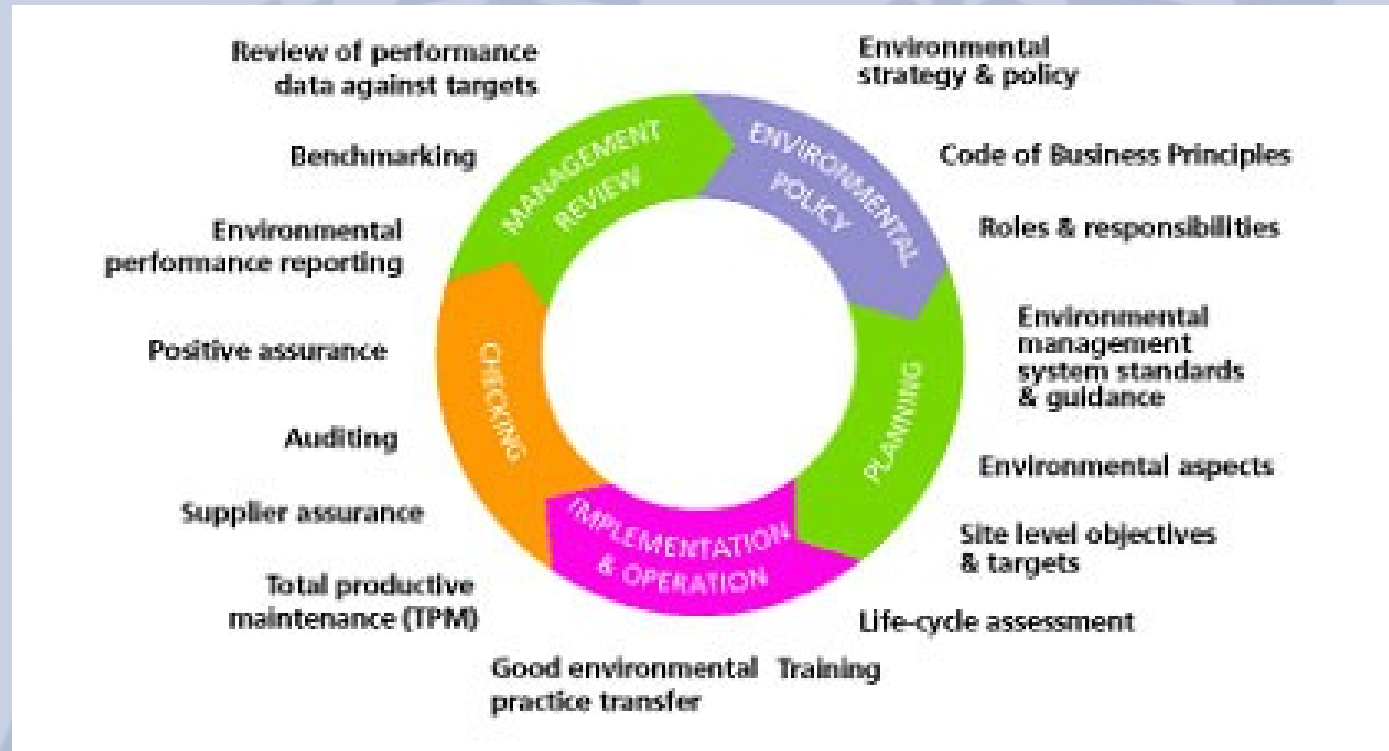 Review of performance
data against targets
Benchmarking
Environmental
performance reporting
Positive assurance
Auditing
Supplier assurance
Total productive
maintenance (TPM)
Good environmental
practice transfer
Training
Life-cycle assessment
Site level objectives
& targets
Environmental aspects
Environmental
management
system standards
& guidance
Roles & responsibilities
Code of Business Principles
Environmental
strategy & policy
MANAGEMENT
REVIEW
ENVIRONMENTAL
POLICY
PLANNING
IMPLEMENTATION
& OPERATION
CHECKING